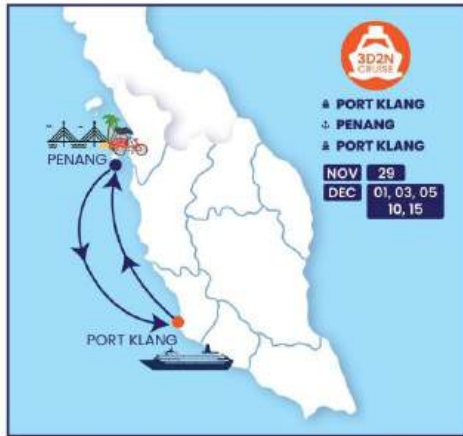 3D2N
CRUISE
PORT KLANG
PENANG
PORT KLANG
NOV 29
DEC 01, 03, 05
10, 15
PENANG
PORT KLANG